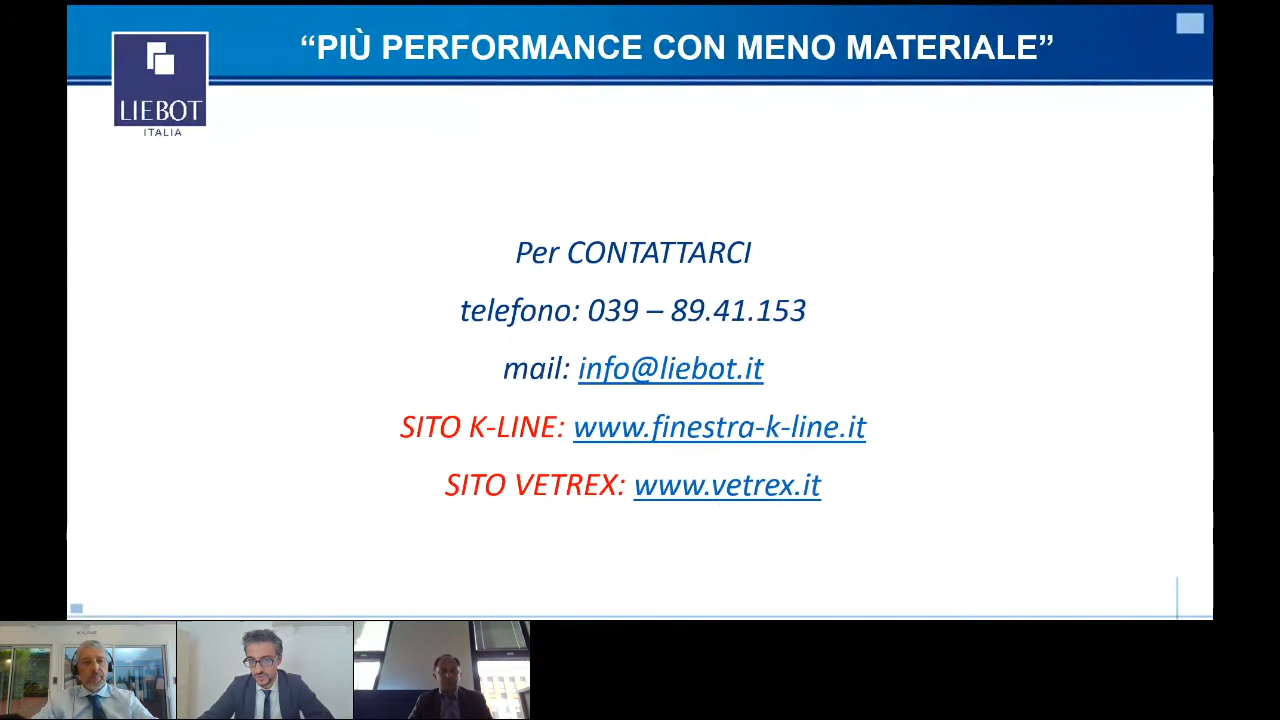 “PIÙ PERFORMANCE CON MENO MATERIALE”
LIEBOT
ITALIA
Per CONTATTARCI
telefono: 039 – 89.41.153
mail: info@liebot.it
SITO K-LINE: www.finestra-k-line.it
SITO VETREX: www.vetrex.it
K-LINE